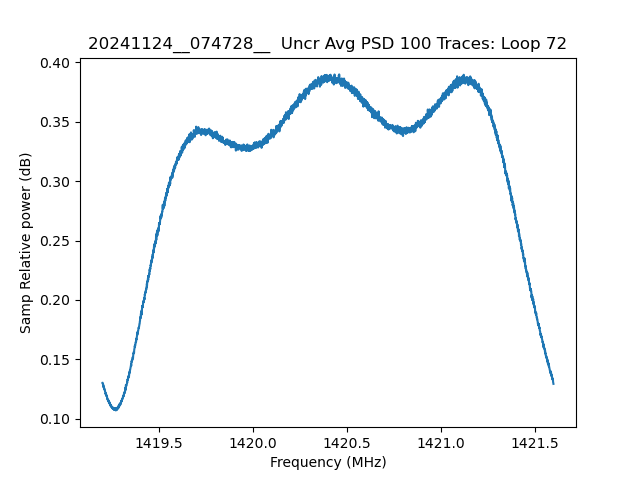 20241124__074728__  Uncr Avg PSD 100 Traces: Loop 72
0.40
0.35
0.30
0.25
0.20
0.15
0.10
Samp Relative power (dB)
1419.5 1420.0 1420.5 1421.0 1421.5
Frequency (MHz)